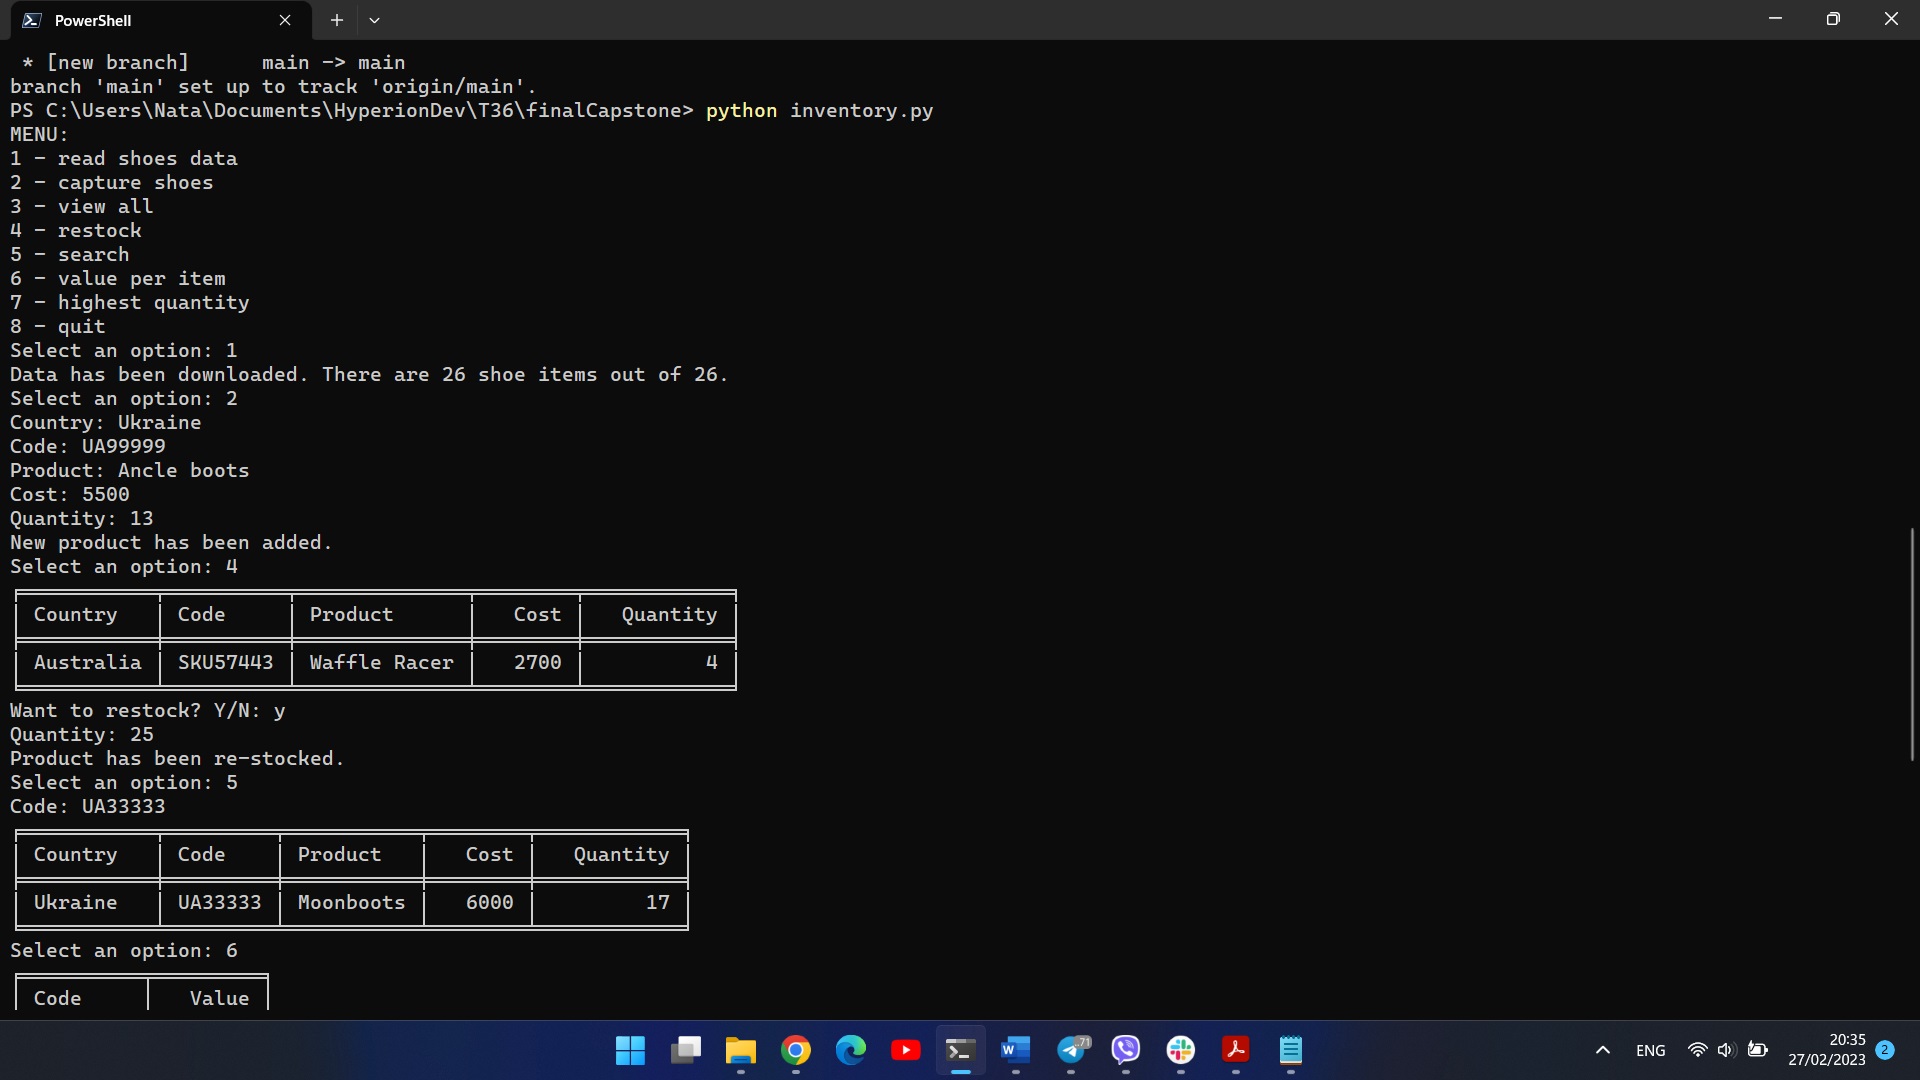 PowerShell
* [new branch]      main -> main
branch 'main' set up to track 'origin/main'.
PS C:\Users\Nata\Documents\HyperionDev\T36\finalCapstone> python inventory.py
MENU:
1 - read shoes data
2 - capture shoes
3 - view all
4 - restock
5 - search
6 - value per item
7 - highest quantity
8 - quit
Select an option: 1
Data has been downloaded. There are 26 shoe items out of 26.
Select an option: 2
Country: Ukraine
Code: UA99999
Product: Ancle boots
Cost: 5500
Quantity: 13
New product has been added.
Select an option: 4
Country Code Product Cost Quantity
Australia SKU57443 Waffle Racer 2700 4
Want to restock? Y/N: y
Quantity: 25
Product has been re-stocked.
Select an option: 5
Code: UA33333
Country Code Product Cost Quantity
Ukraine UA33333 Moonboots 6000 17
Select an option: 6
Code Value
W 71 ENG 20:35 2
27/02/2023